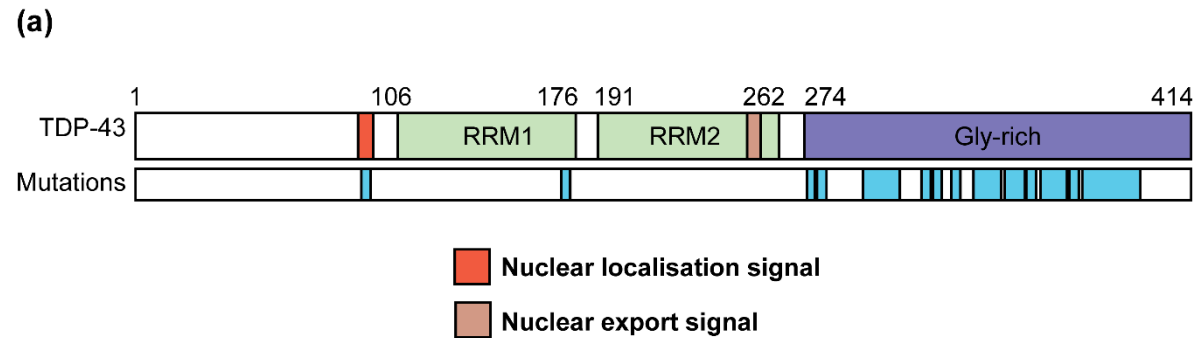 (a)
1 106 176 191 262 274 414
TDP-43 RRM1 RRM2 Gly-rich
Mutations
Nuclear localisation signal
Nuclear export signal